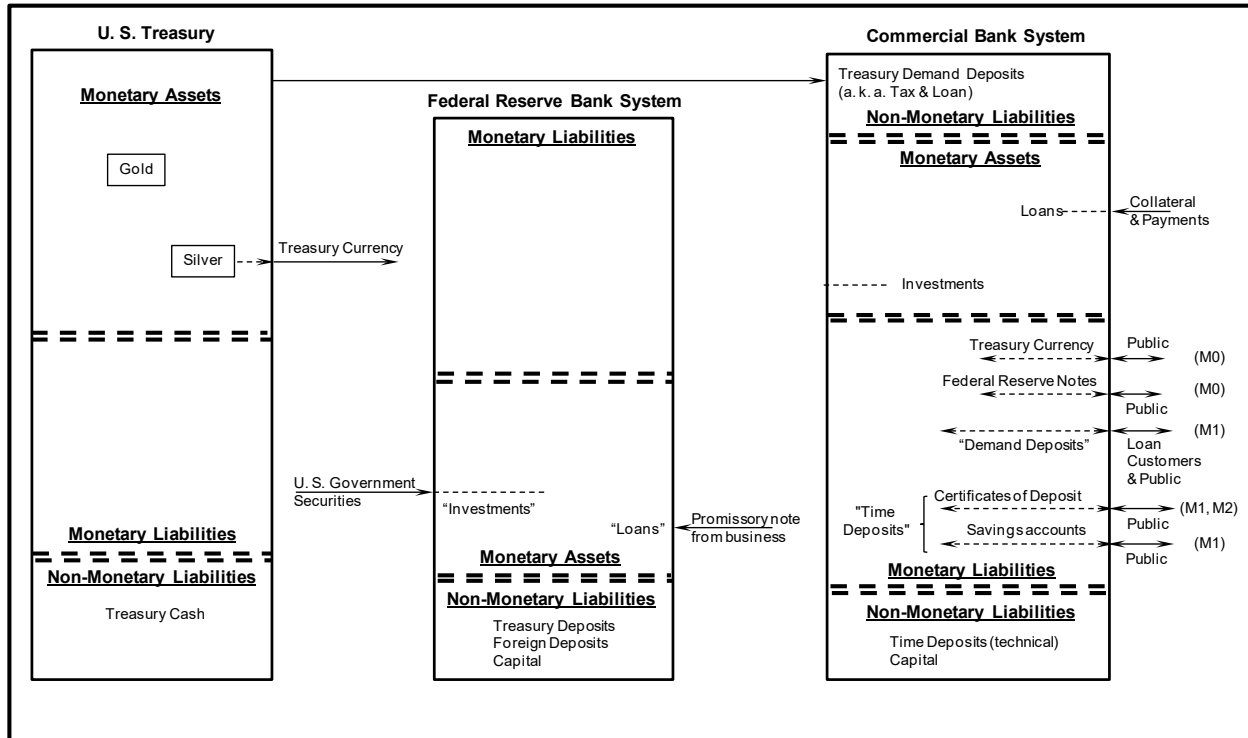 U. S. Treasury
Monetary Assets
Gold
Silver
Treasury Currency
Monetary Liabilities
Non-Monetary Liabilities
Treasury Cash
Federal Reserve Bank System
Monetary Liabilities
U. S. Government
Securities
“Investments”
“Loans”
Promissory note
from business
Monetary Assets
Non-Monetary Liabilities
Treasury Deposits
Foreign Deposits
Capital
Commercial Bank System
Treasury Demand Deposits
(a. k. a. Tax & Loan)
Non-Monetary Liabilities
Monetary Assets
Loans
Collateral
& Payments
Investments
Treasury Currency
Public
(M0)
Federal Reserve Notes
Public
(M0)
“Demand Deposits”
(M1)
Loan
Customers
& Public
"Time
Deposits"
Certificates of Deposit
Public
(M1, M2)
Savings accounts
Public
(M1)
Monetary Liabilities
Non-Monetary Liabilities
Time Deposits (technical)
Capital